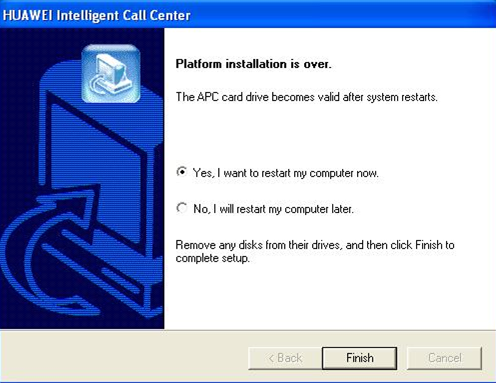 HUAWEI Intelligent Call Center
Platform installation is over.
The APC card drive becomes valid after system restarts.
Yes, I want to restart my computer now.
No, I will restart my computer later.
Remove any disks from their drives, and then click Finish to
complete setup.
< Back
Finish
Cancel